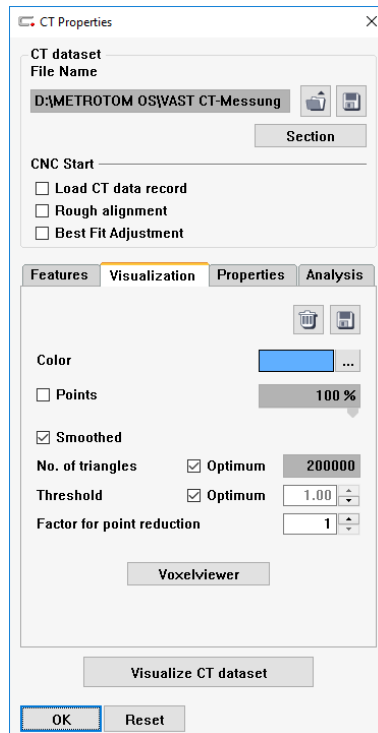 CT Properties
CT dataset
File Name
D:\METROTOM OS\VAST CT-Messung
Section
CNC Start
Load CT data record
Rough alignment
Best Fit Adjustment
Features Visualization Properties Analysis
Color ...
Points 100 %
Smoothed
No. of triangles Optimum 200000
Threshold Optimum 1.00
Factor for point reduction 1
Voxelviewer
Visualize CT dataset
OK Reset